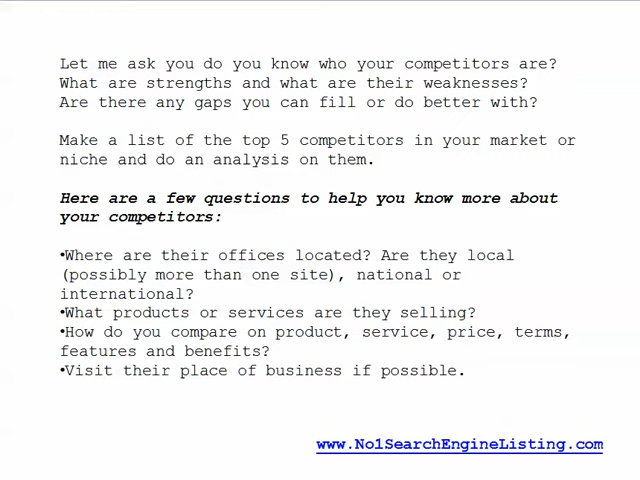 Let me ask you do you know who your competitors are?
What are strengths and what are their weaknesses?
Are there any gaps you can fill or do better with?
Make a list of the top 5 competitors in your market or
niche and do an analysis on them.
Here are a few questions to help you know more about
your competitors:
•Where are their offices located? Are they local
(possibly more than one site), national or
international?
•What products or services are they selling?
•How do you compare on product, service, price, terms,
features and benefits?
•Visit their place of business if possible.
www.No1SearchEngineListing.com